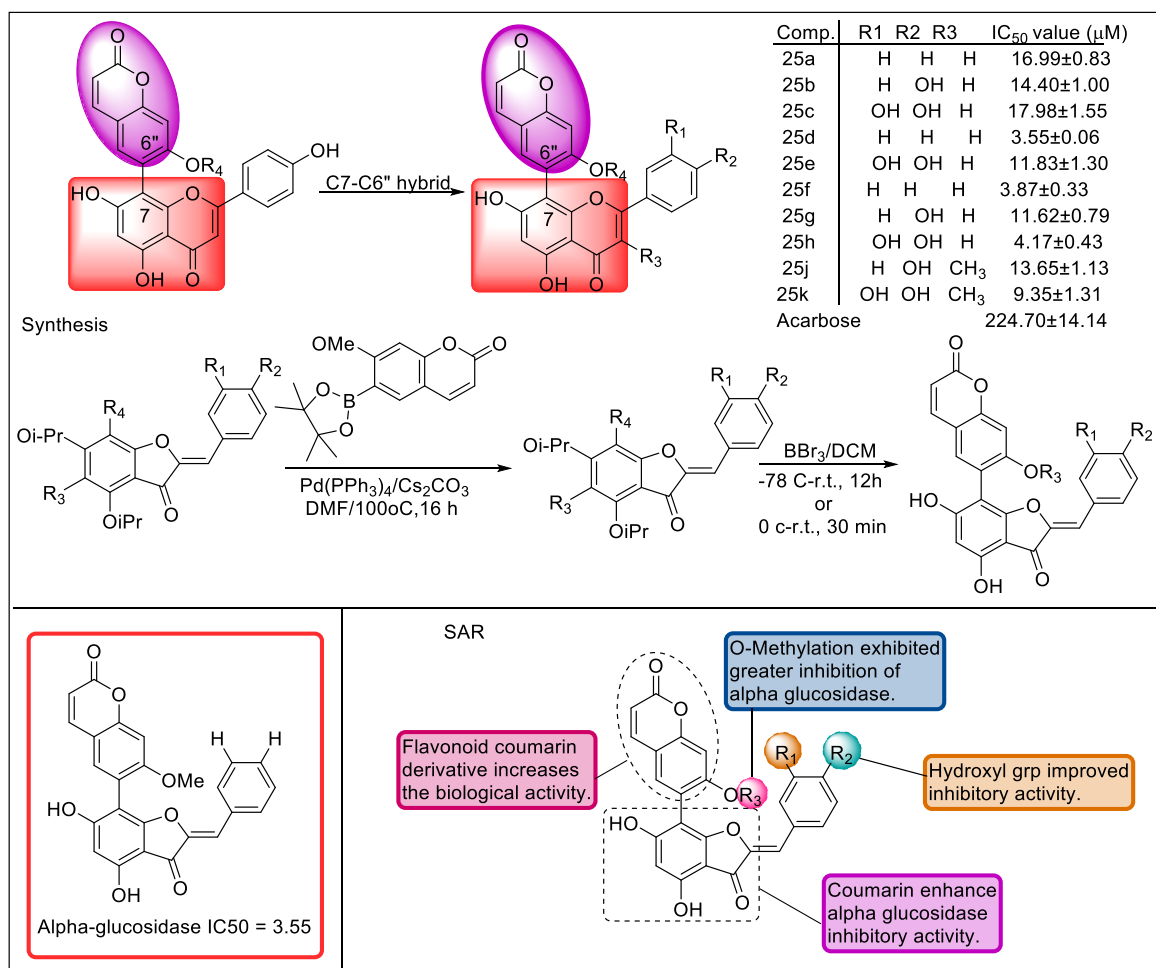 Comp. R1 R2 R3 IC50 value (µM)
25a H H H 16.99±0.83
25b H OH H 14.40±1.00
25c OH OH H 17.98±1.55
25d H H H 3.55±0.06
25e OH OH H 11.83±1.30
25f H H H 3.87±0.33
25g H OH H 11.62±0.79
25h OH OH H 4.17±0.43
25j H OH CH3 13.65±1.13
25k OH OH CH3 9.35±1.31
Acarbose 224.70±14.14
O
O
6"
OR4
OH
HO
7
O
OH
O
C7-C6" hybrid
O
O
6"
OR4
R1
R2
HO
7
O
R3
OH
O
Synthesis
R1
R2
R4
Oi-Pr
O
R3
OiPr
O
OMe
O
O
O
B
O
Pd(PPh3)4/Cs2CO3
DMF/100oC,16 h
R1
R2
R4
Oi-Pr
O
R3
OiPr
O
BBr3/DCM
-78 C-r.t., 12h
or
0 c-r.t., 30 min
O
O
R1
R2
OR3
HO
O
OH
O
O
O
H
H
OMe
HO
O
OH
O
Alpha-glucosidase IC50 = 3.55
SAR
O-Methylation exhibited
greater inhibition of
alpha glucosidase.
Flavonoid coumarin
derivative increases
the biological activity.
O
O
R1
R2
OR3
HO
O
OH
O
Hydroxyl grp improved
inhibitory activity.
Coumarin enhance
alpha glucosidase
inhibitory activity.